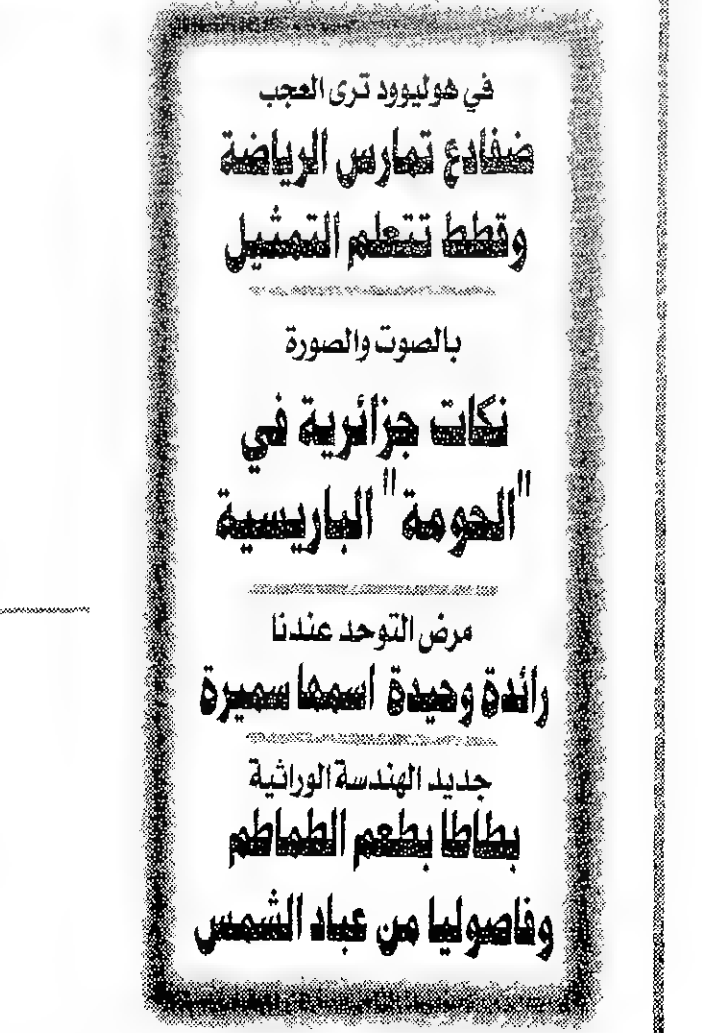 في هوليوود ترى العجب
ضفادع تمارس الرياضة
وقطط تتعلم التمثيل
بالصوت والصورة
نكات جزائرية في
"الحومة" الباريسية
مرض التوحد عندنا
رائدة وحيدة اسمها سميرة
جديد الهندسة الوراثية
بطاطا بطعم الطماطم
وفاصوليا من عباد الشمس